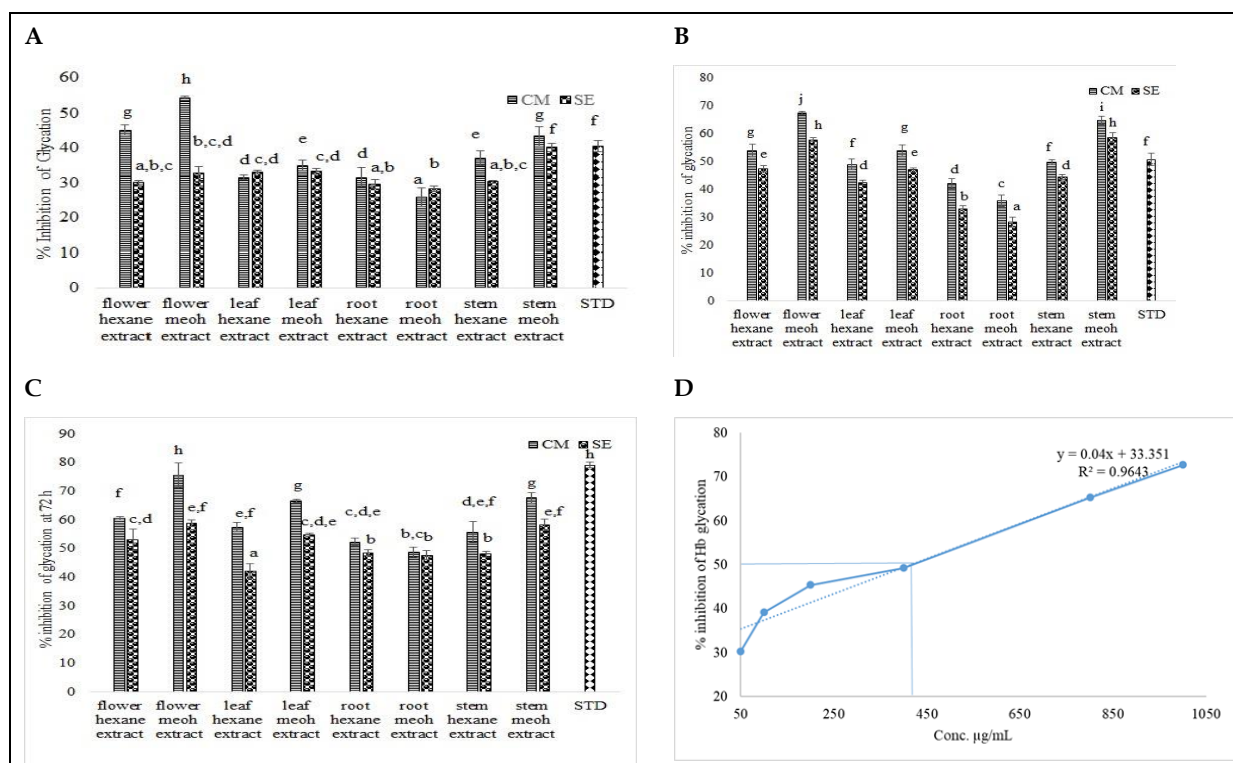 A
% Inhibition of Glycation
60
50
40
30
20
10
0
CM SE
g
a,b,c
h
b,c,d
d
c,d
e
c,d
d
a,b
a
b
e
a,b,c
g
f
f
flower hexane extract
flower meoh extract
leaf hexane extract
leaf meoh extract
root hexane extract
root meoh extract
stem hexane extract
stem meoh extract
STD
B
% inhibition of glycation
80
70
60
50
40
30
20
10
0
CM SE
f
e
j
h
f
d
g
e
d
b
c
a
f
d
i
h
f
flower hexane extract
flower meoh extract
leaf hexane extract
leaf meoh extract
root hexane extract
root meoh extract
stem hexane extract
stem meoh extract
STD
C
% inhibition of glycation at 72 h
90
80
70
60
50
40
30
20
10
0
CM SE
f
c,d
h
e,f
e,f
a
g
c,d,e
c,d,e
b
b,c
b
d,e,f
b
g
e,f
h
flower hexane extract
flower meoh extract
leaf hexane extract
leaf meoh extract
root hexane extract
root meoh extract
stem hexane extract
stem meoh extract
STD
D
% inhibition of Hb glycation
80
70
60
50
40
30
20
y = 0.04x + 33.351
R² = 0.9643
50 250 450 650 850 1050
Conc. µg/mL